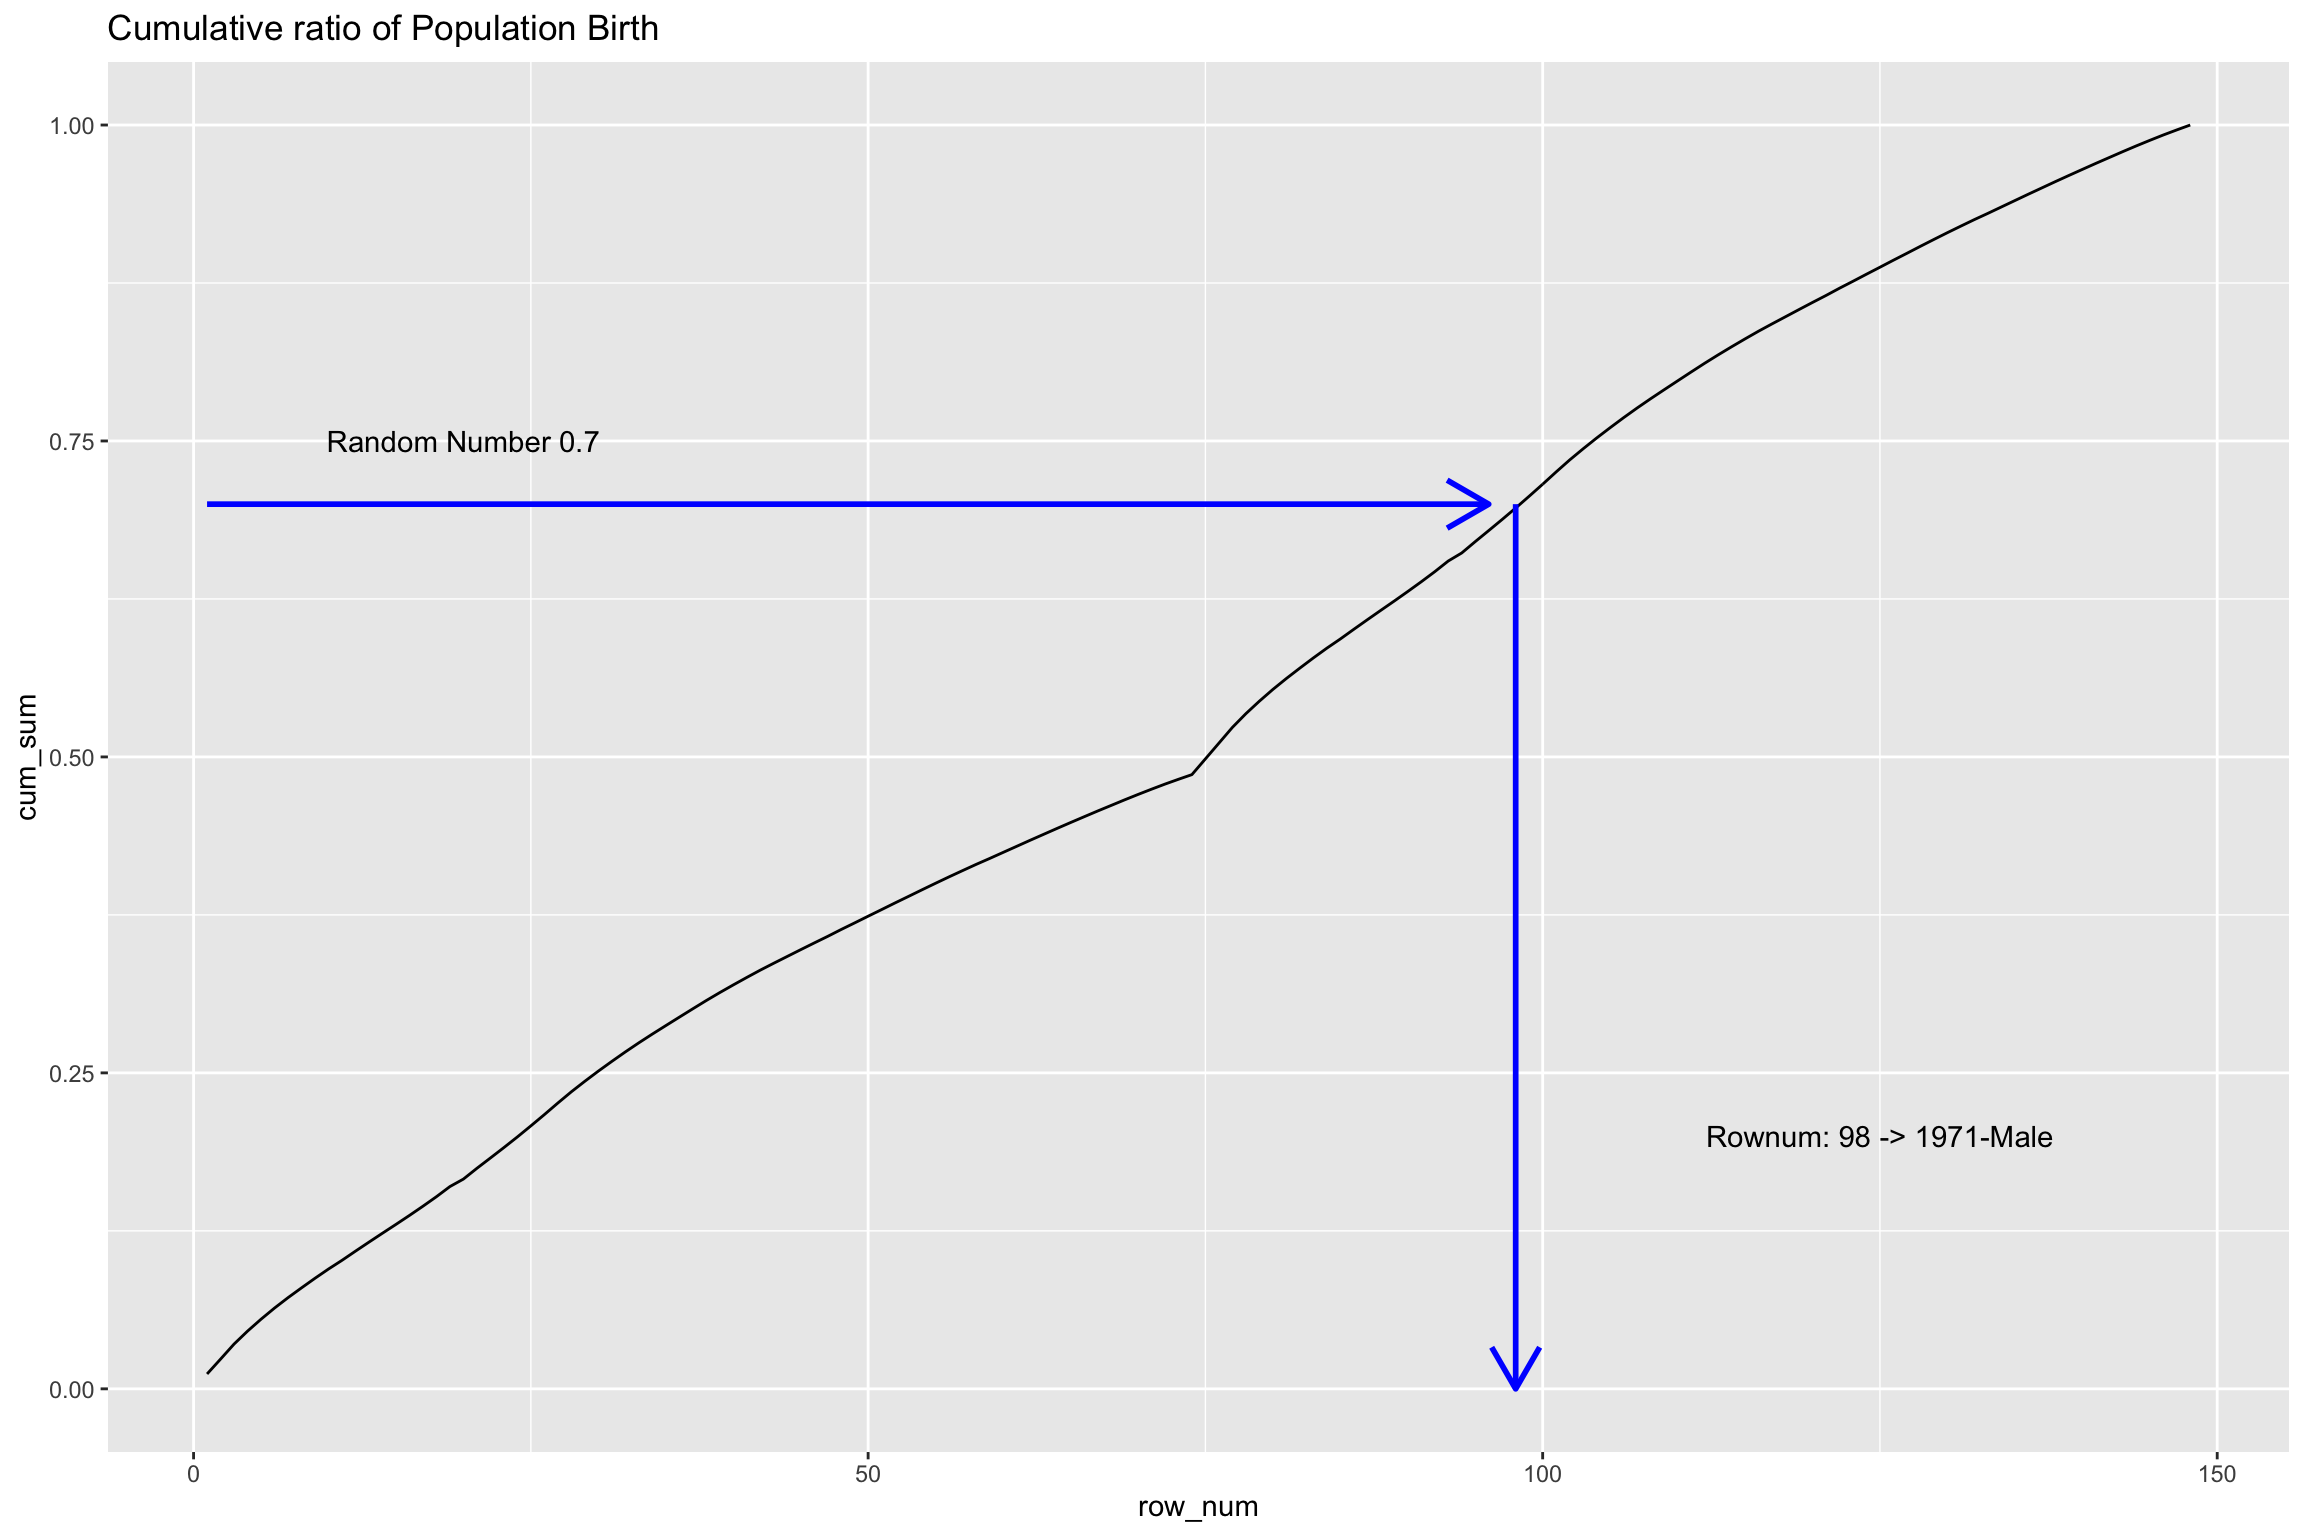 Cumulative ratio of Population Birth
1.00
0.75
0.50
0.25
0.00
cum_sum
Random Number 0.7
Rownum: 98 -> 1971-Male
0
50
100
150
row_num